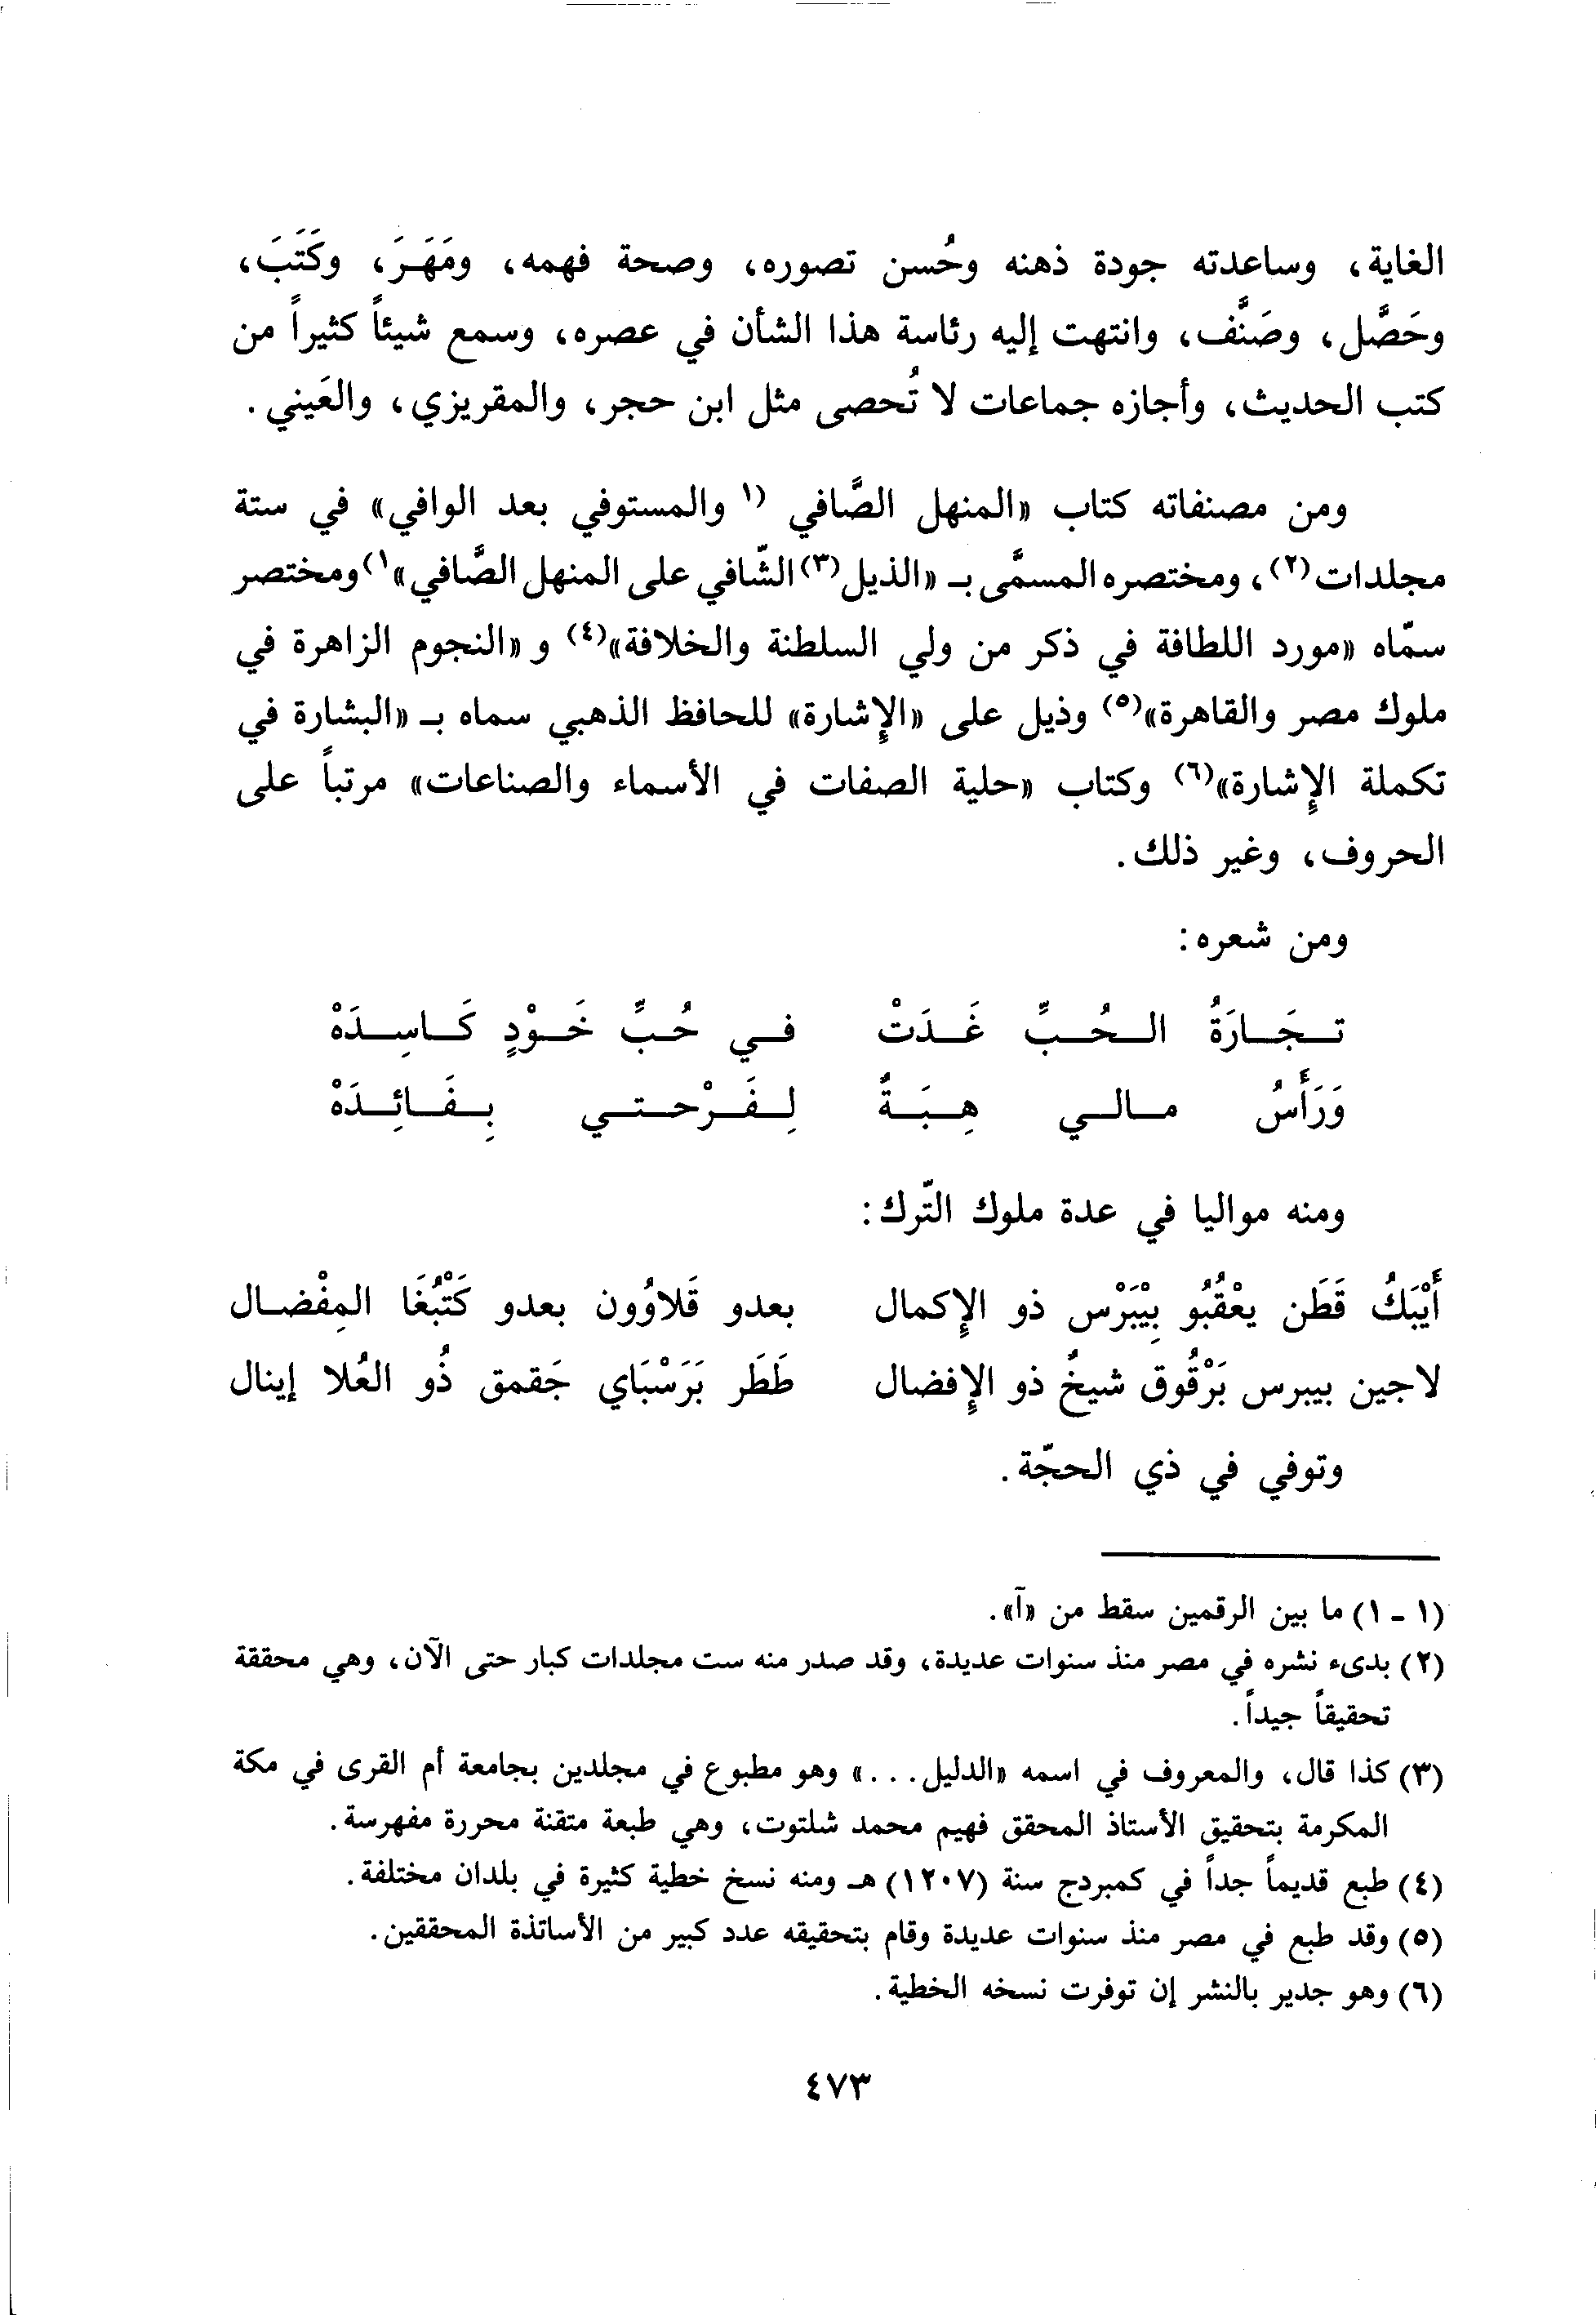 الغاية، وساعدته جودة ذهنه وحُسن تصوره، وصحة فهمه، ومَهَرَ، وكَتَبَ،
وحَصَّل، وصَنَّف، وانتهت إليه رئاسة هذا الشأن في عصره، وسمع شيئاً كثيراً من
كتب الحديث، وأجازه جماعات لا تُحصى مثل ابن حجر، والمقريزي، والعَيني.
ومن مصنفاته كتاب «المنهل الصَّافي (١ والمستوفي بعد الوافي» في ستة
مجلدات(٢)، ومختصره المسمَّى بـ «الذيل(٣) الشّافي على المنهل الصَّافي»١) ومختصر
سمّاه «مورد اللطافة في ذكر من ولي السلطنة والخلافة»(٤) و «النجوم الزاهرة في
ملوك مصر والقاهرة»(٥) وذيل على «الإشارة» للحافظ الذهبي سماه بـ «البشارة في
تكملة الإشارة»(٦) وكتاب «حلية الصفات في الأسماء والصناعات» مرتباً على
الحروف، وغير ذلك.
ومن شعره:
تـجَـارَةُ الـحُـبِّ غَـدَتْ في حُـبِّ خَـوْدٍ كَـاسِـدَهْ
وَرَأَسُ مـالـي هِـبَـةٌ لِـفَـرْحـتـي بِـفَـائِـدَهْ
ومنه مواليا في عدة ملوك التّرك:
أَيْبَكُ قَطَن يعْقُبُو بِيْبَرْس ذو الإكمال بعدو قَلاوُون بعدو كَتْبُغَا المِفْضـال
لاجين بيبرس بَرْقُوق شيخٌ ذو الإفضال طَطَر بَرَسْبَاي جَقمق ذُو العُلا إينال
وتوفي في ذي الحجّة.
(١ - ١) ما بين الرقمين سقط من «آ».
(٢) بدىء نشره في مصر منذ سنوات عديدة، وقد صدر منه ست مجلدات كبار حتى الآن، وهي محققة
تحقيقاً جيداً.
(٣) كذا قال، والمعروف في اسمه «الدليل...» وهو مطبوع في مجلدين بجامعة أم القرى في مكة
المكرمة بتحقيق الأستاذ المحقق فهيم محمد شلتوت، وهي طبعة متقنة محررة مفهرسة.
(٤) طبع قديماً جداً في كمبردج سنة (١٢٠٧) هـ ومنه نسخ خطية كثيرة في بلدان مختلفة.
(٥) وقد طبع في مصر منذ سنوات عديدة وقام بتحقيقه عدد كبير من الأساتذة المحققين.
(٦) وهو جدير بالنشر إن توفرت نسخه الخطية.
٤٧٣